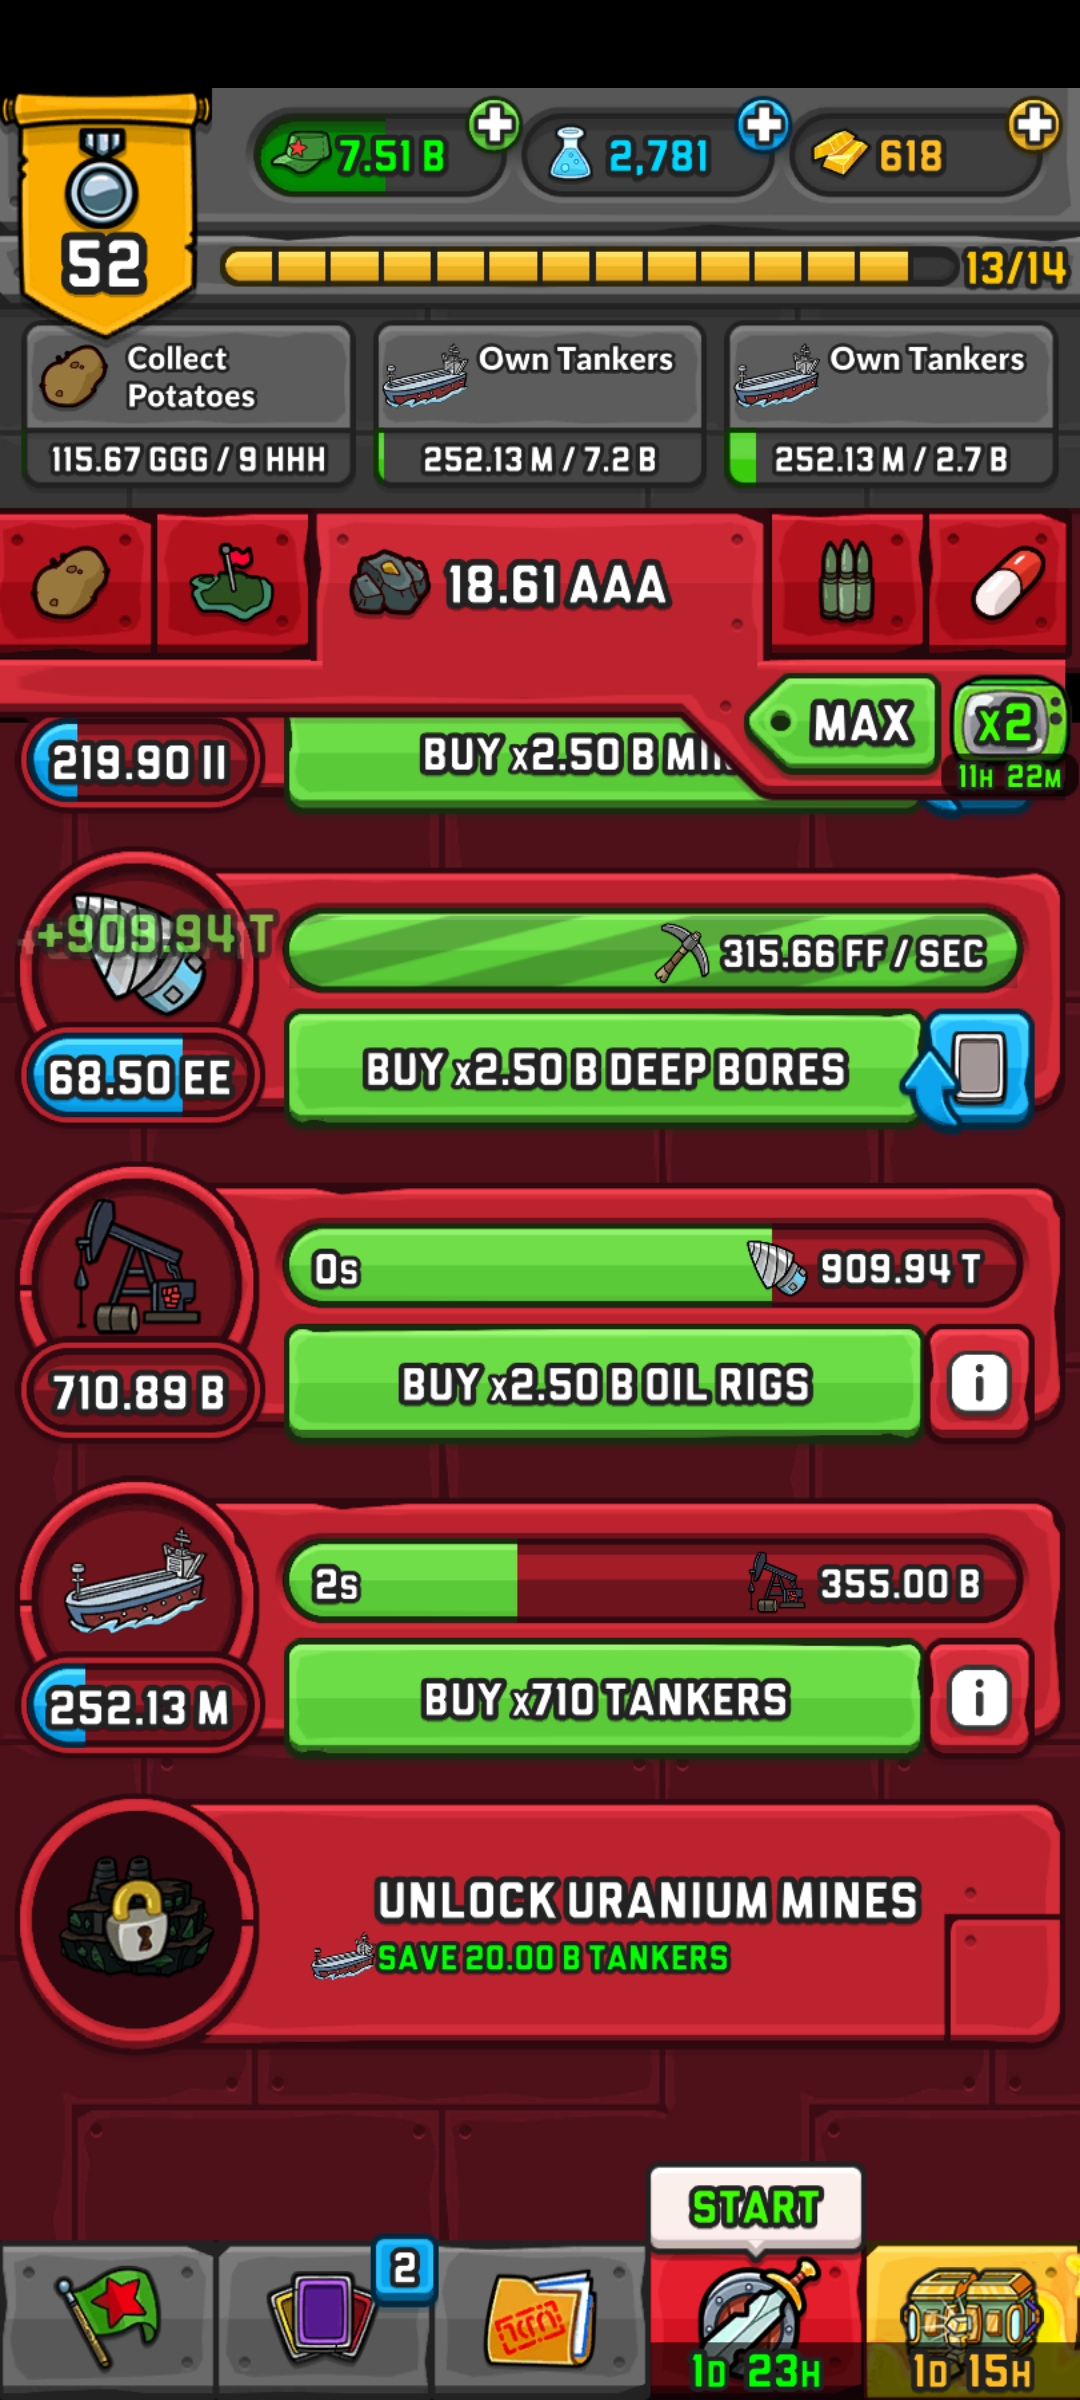 7.51 B
2,781
618
52
13/14
Collect
Potatoes
115.67 GGG / 9 HHH
Own Tankers
252.13 M / 7.2 B
Own Tankers
252.13 M / 2.7 B
18.61 AAA
MAX
X2
11H 22M
219.90 II
BUY x2.50 B
+909.94 T
315.66 FF / SEC
68.50 EE
BUY x2.50 B DEEP BORES
0s
909.94 T
710.89 B
BUY x2.50 B OIL RIGS
i
2s
355.00 B
252.13 M
BUY x710 TANKERS
i
UNLOCK URANIUM MINES
SAVE 20.00 B TANKERS
START
2
1D 23H
1D 15H